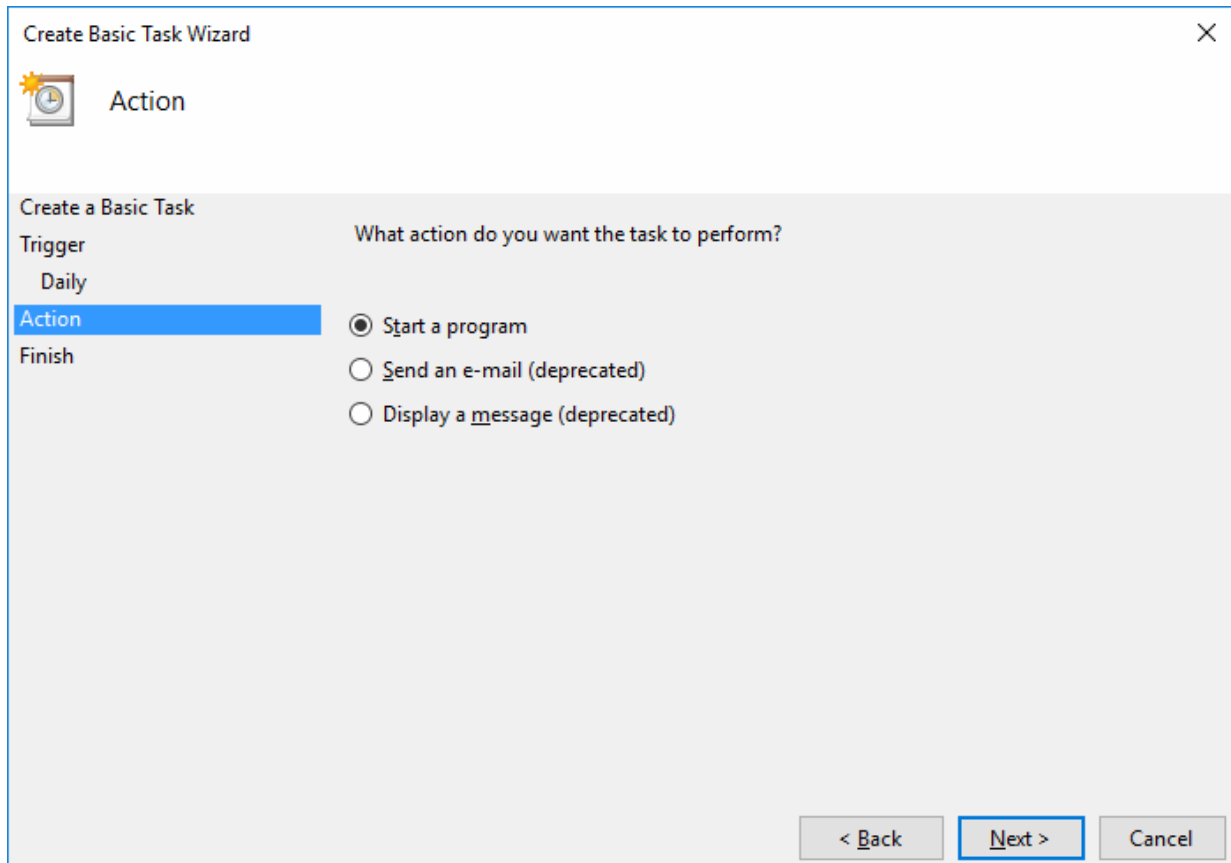 Create Basic Task Wizard
Action
Create a Basic Task
Trigger
Daily
Action
Finish
What action do you want the task to perform?
Start a program
Send an e-mail (deprecated)
Display a message (deprecated)
< Back
Next >
Cancel